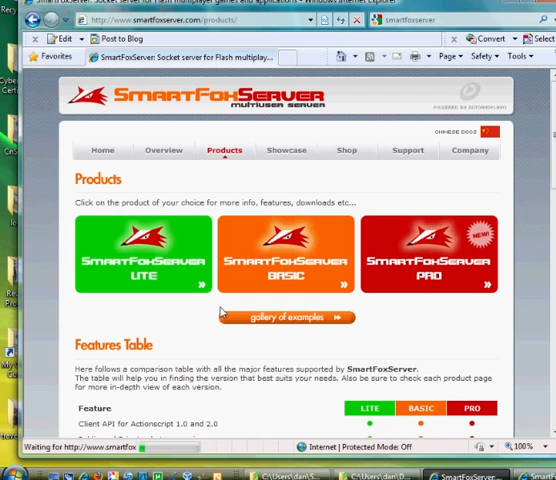 SmartFoxServer: Socket server for Flash multiplayer games and applications - Windows Internet Explorer
http://www.smartfoxserver.com/products/
smartfoxserver
Edit
Post to Blog
Convert
Select
Favorites
SmartFoxServer: Socket server for Flash multiplay...
Page
Safety
Tools
SMARTFOXSERVER
MULTIUSER SERVER
CHINESE DOCS
Home
Overview
Products
Showcase
Shop
Support
Company
Products
Click on the product of your choice for more info, features, downloads etc...
SMARTFOXSERVER
LITE
SMARTFOXSERVER
BASIC
NEW!
SMARTFOXSERVER
PRO
gallery of examples
Features Table
Here follows a comparison table with all the major features supported by SmartFoxServer.
The table will help you in finding the version that best suits your needs. Also be sure to check each product page
for more in-depth view of each version.
Feature LITE BASIC PRO
Client API for Actionscript 1.0 and 2.0
Waiting for http://www.smartfox
Internet | Protected Mode: Off
100%
C:\Users\dan\S...
C:\Users\dan\D...
SmartFoxServer...